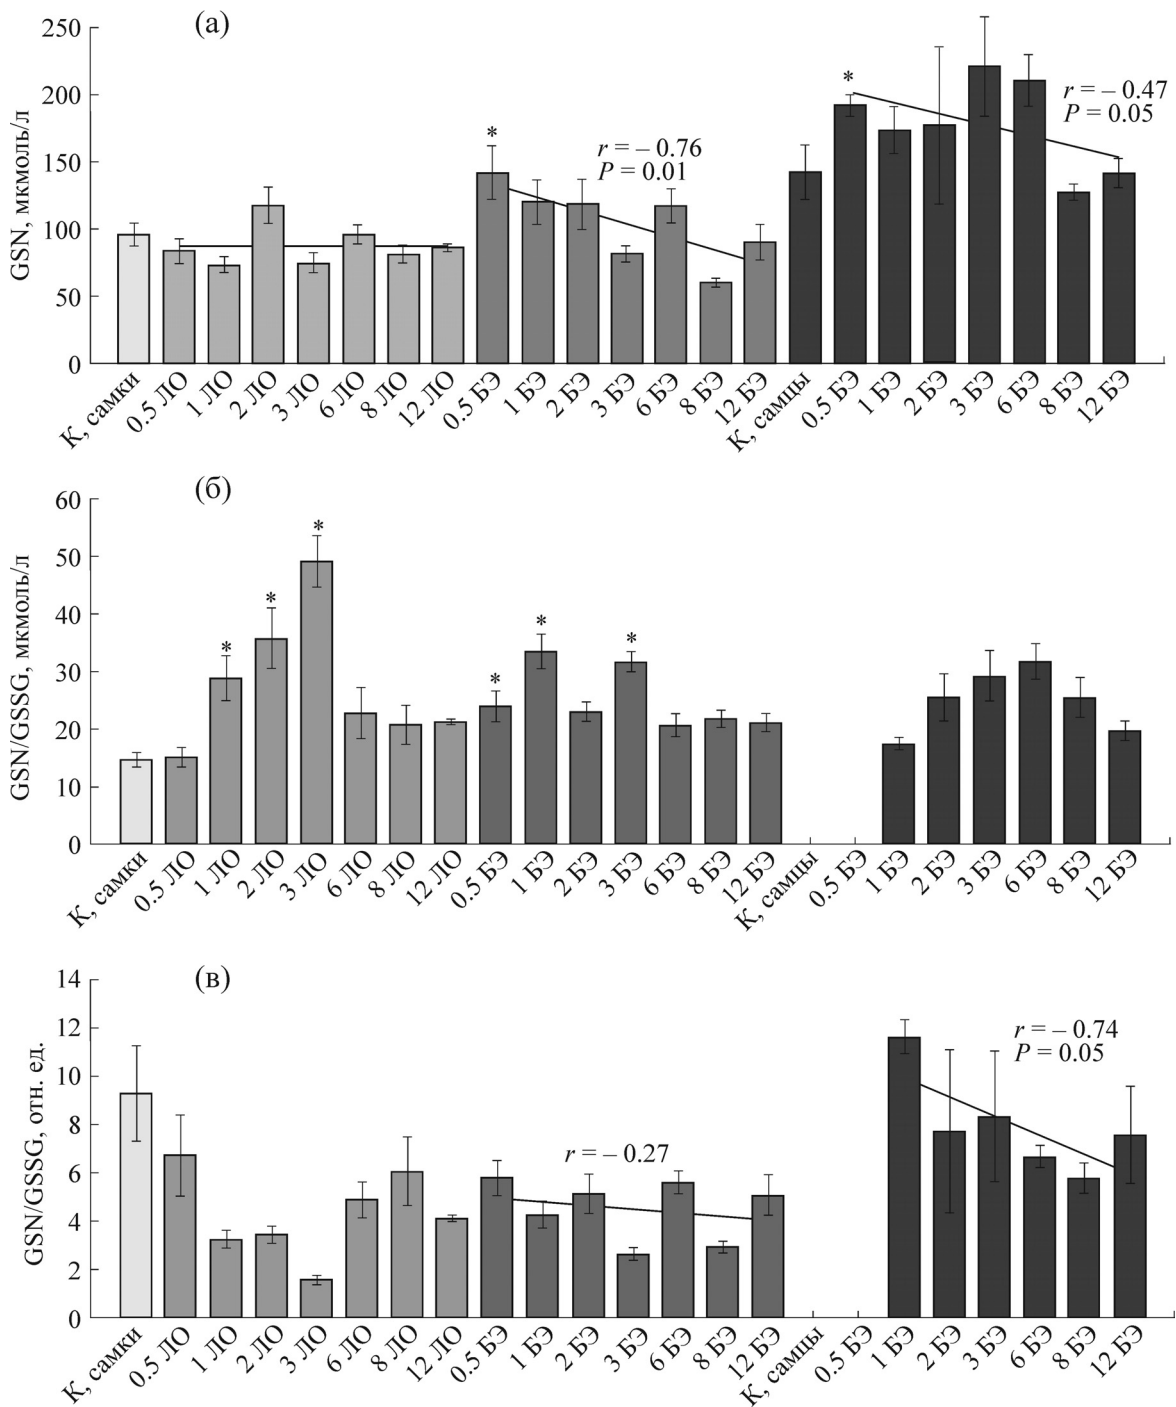 (а)
250
200
150
100
50
0
GSN, мкмоль/л
*
r = – 0.76
P = 0.01
*
r = – 0.47
P = 0.05
К, самки
0.5 ЛО
1 ЛО
2 ЛО
3 ЛО
6 ЛО
8 ЛО
12 ЛО
0.5 БЭ
1 БЭ
2 БЭ
3 БЭ
6 БЭ
8 БЭ
12 БЭ
К, самцы
0.5 БЭ
1 БЭ
2 БЭ
3 БЭ
6 БЭ
8 БЭ
12 БЭ
(б)
60
50
40
30
20
10
0
GSN/GSSG, мкмоль/л
*
*
*
*
*
*
К, самки
0.5 ЛО
1 ЛО
2 ЛО
3 ЛО
6 ЛО
8 ЛО
12 ЛО
0.5 БЭ
1 БЭ
2 БЭ
3 БЭ
6 БЭ
8 БЭ
12 БЭ
К, самцы
0.5 БЭ
1 БЭ
2 БЭ
3 БЭ
6 БЭ
8 БЭ
12 БЭ
(в)
14
12
10
8
6
4
2
0
GSN/GSSG, отн. ед.
r = – 0.27
r = – 0.74
P = 0.05
К, самки
0.5 ЛО
1 ЛО
2 ЛО
3 ЛО
6 ЛО
8 ЛО
12 ЛО
0.5 БЭ
1 БЭ
2 БЭ
3 БЭ
6 БЭ
8 БЭ
12 БЭ
К, самцы
0.5 БЭ
1 БЭ
2 БЭ
3 БЭ
6 БЭ
8 БЭ
12 БЭ